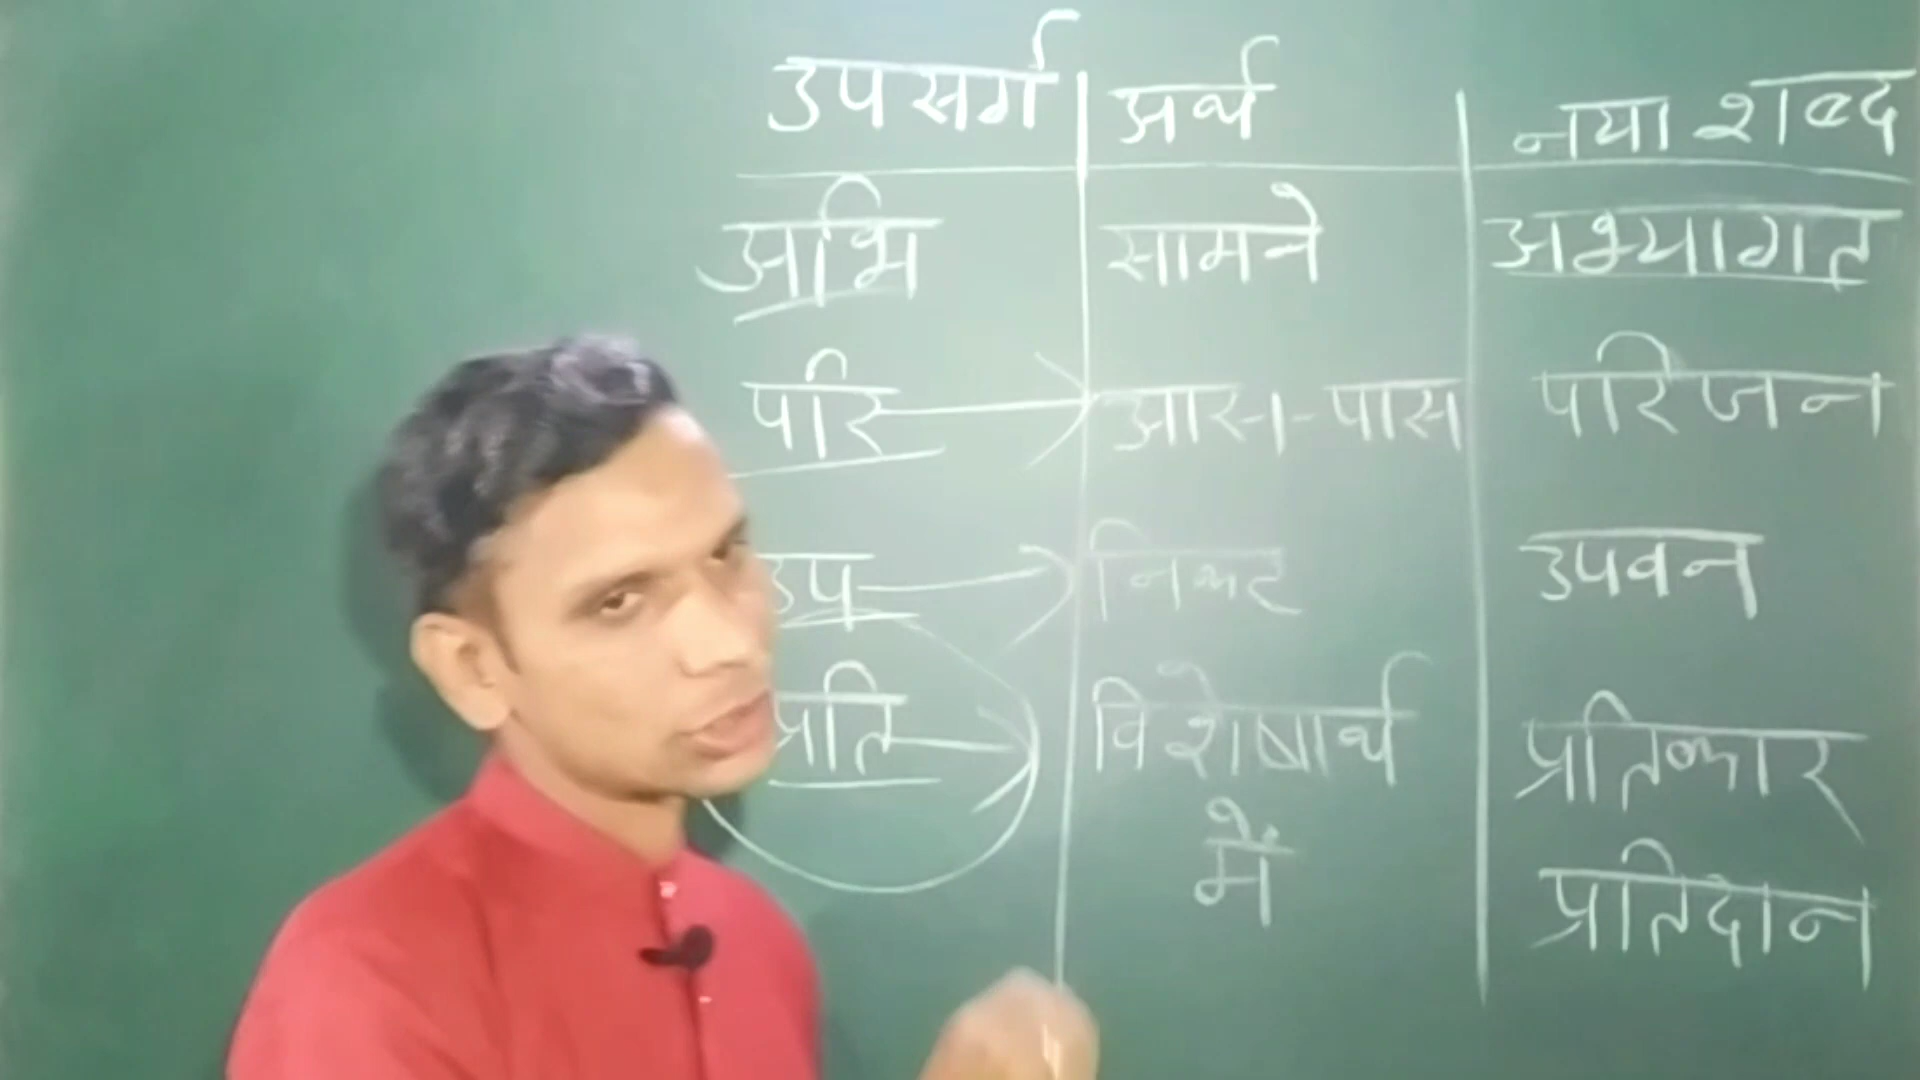 उपसर्ग अर्थ नया शब्द
अभि सामने अभ्यागत
परि आस-पास परिजन
उप निकट उपवन
प्रति विशेषार्थ प्रतिकार
में प्रतिदान